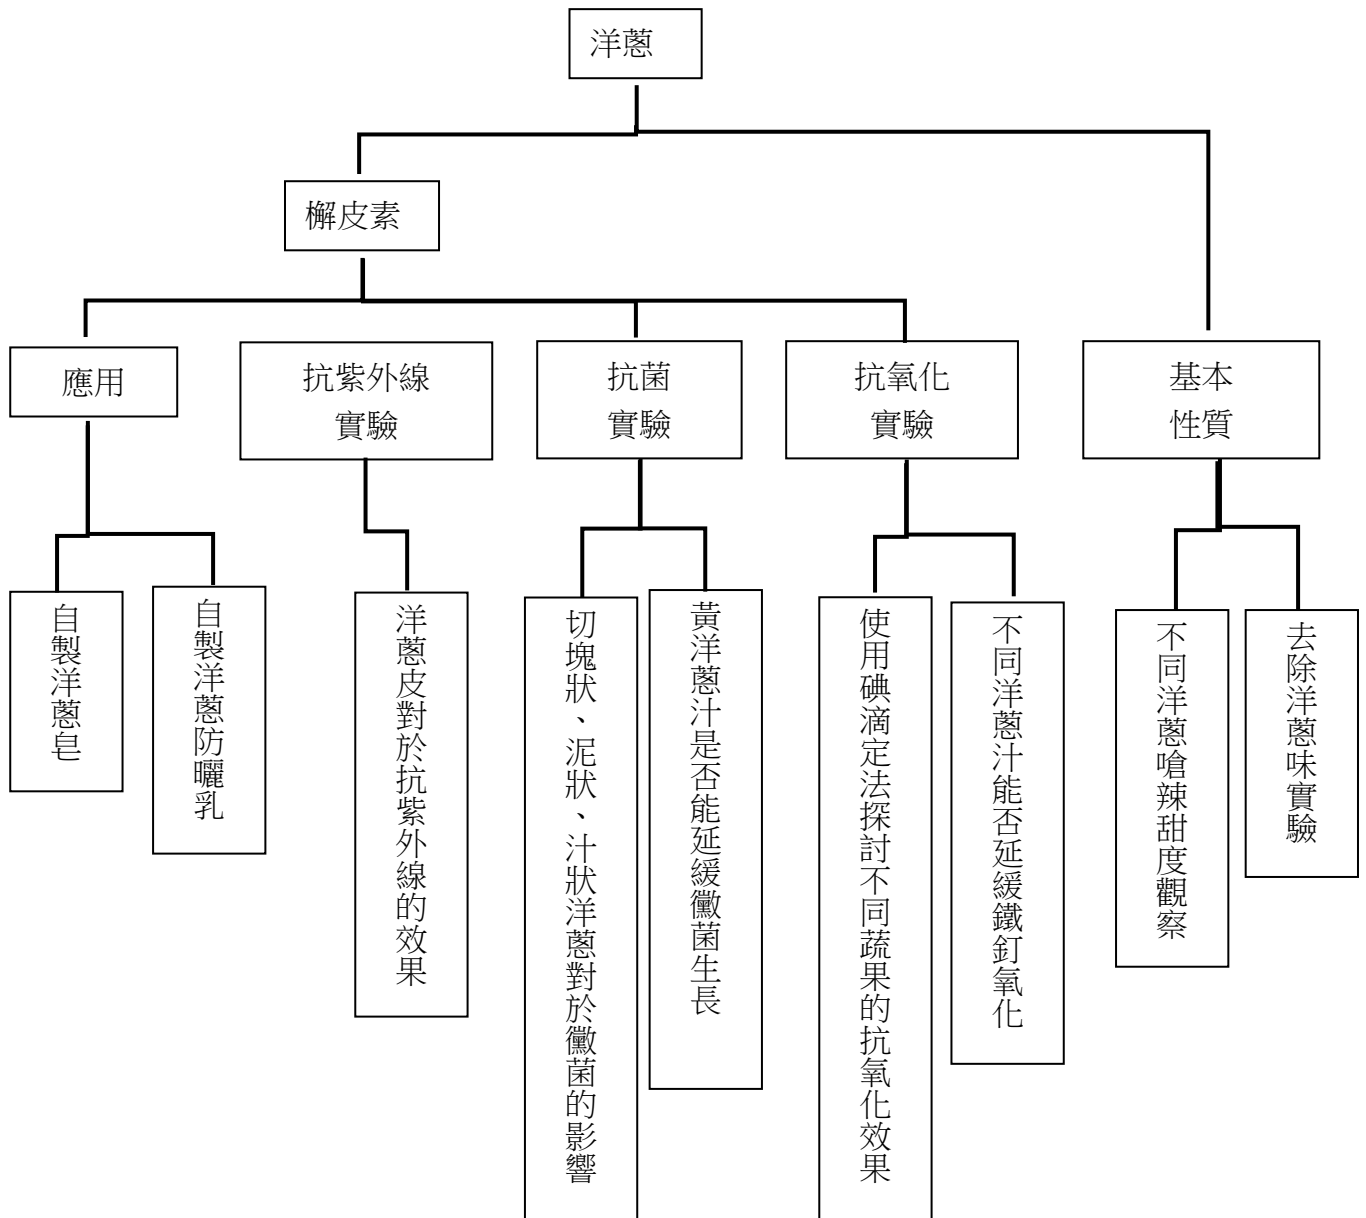 洋蔥
檞皮素
應用
抗紫外線
實驗
抗菌
實驗
抗氧化
實驗
基本
性質
自製洋蔥皂
自製洋蔥防曬乳
洋蔥皮對於抗紫外線的效果
切塊狀、泥狀、汁狀洋蔥對於黴菌的影響
黃洋蔥汁是否能延緩黴菌生長
使用碘滴定法探討不同蔬果的抗氧化效果
不同洋蔥汁能否延緩鐵釘氧化
不同洋蔥嗆辣甜度觀察
去除洋蔥味實驗